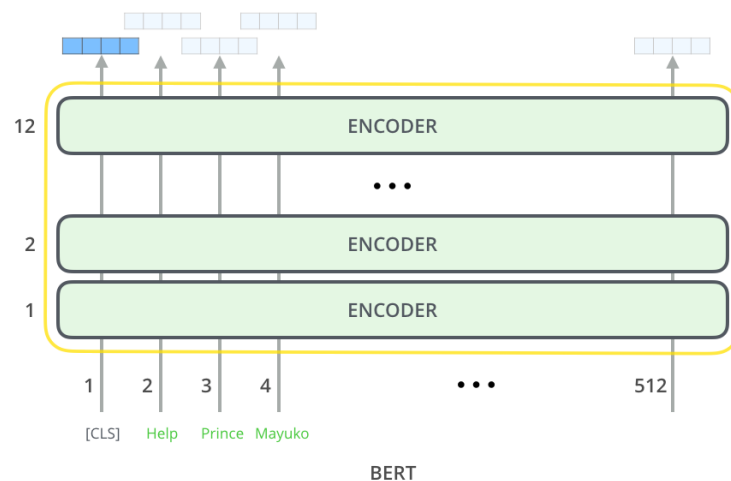 12 ENCODER
...
2 ENCODER
1 ENCODER
1 2 3 4 ... 512
[CLS] Help Prince Mayuko
BERT